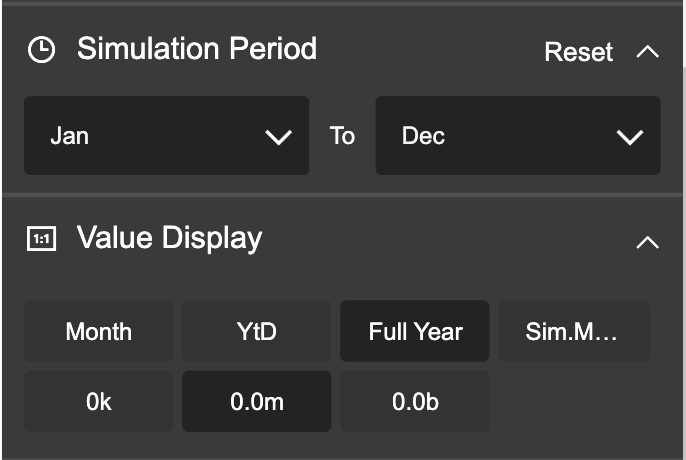 Simulation Period Reset
Jan To Dec
1:1 Value Display
Month YtD Full Year Sim.M...
0k 0.0m 0.0b